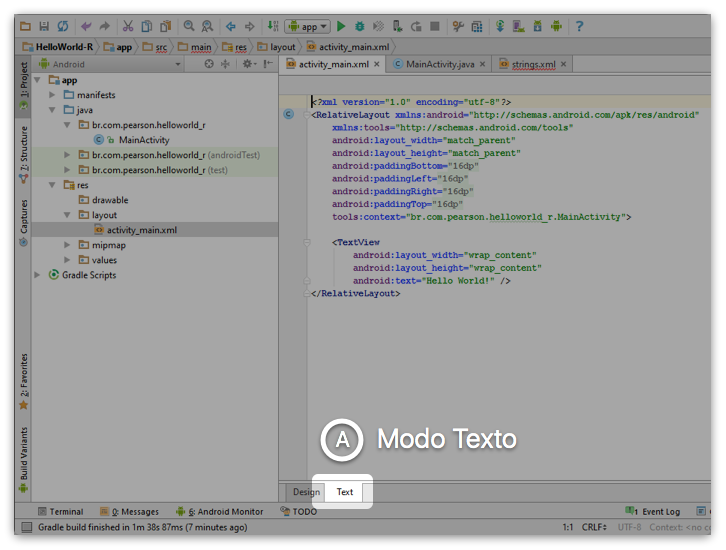 app
HelloWorld-R app src main res layout activity_main.xml
1: Project
Android
activity_main.xml MainActivity.java strings.xml
app
manifests
java
br.com.pearson.helloworld_r
MainActivity
br.com.pearson.helloworld_r (androidTest)
br.com.pearson.helloworld_r (test)
res
drawable
layout
activity_main.xml
mipmap
values
Gradle Scripts
7: Structure
Captures
2: Favorites
Build Variants
<?xml version="1.0" encoding="utf-8"?>
<RelativeLayout xmlns:android="http://schemas.android.com/apk/res/android"
xmlns:tools="http://schemas.android.com/tools"
android:layout_width="match_parent"
android:layout_height="match_parent"
android:paddingBottom="16dp"
android:paddingLeft="16dp"
android:paddingRight="16dp"
android:paddingTop="16dp"
tools:context="br.com.pearson.helloworld_r.MainActivity">
<TextView
android:layout_width="wrap_content"
android:layout_height="wrap_content"
android:text="Hello World!" />
</RelativeLayout>
A Modo Texto
Design Text
Terminal 0: Messages 6: Android Monitor TODO 1 Event Log
Gradle build finished in 1m 38s 87ms (7 minutes ago) 1:1 CRLF UTF-8 Context: <no co